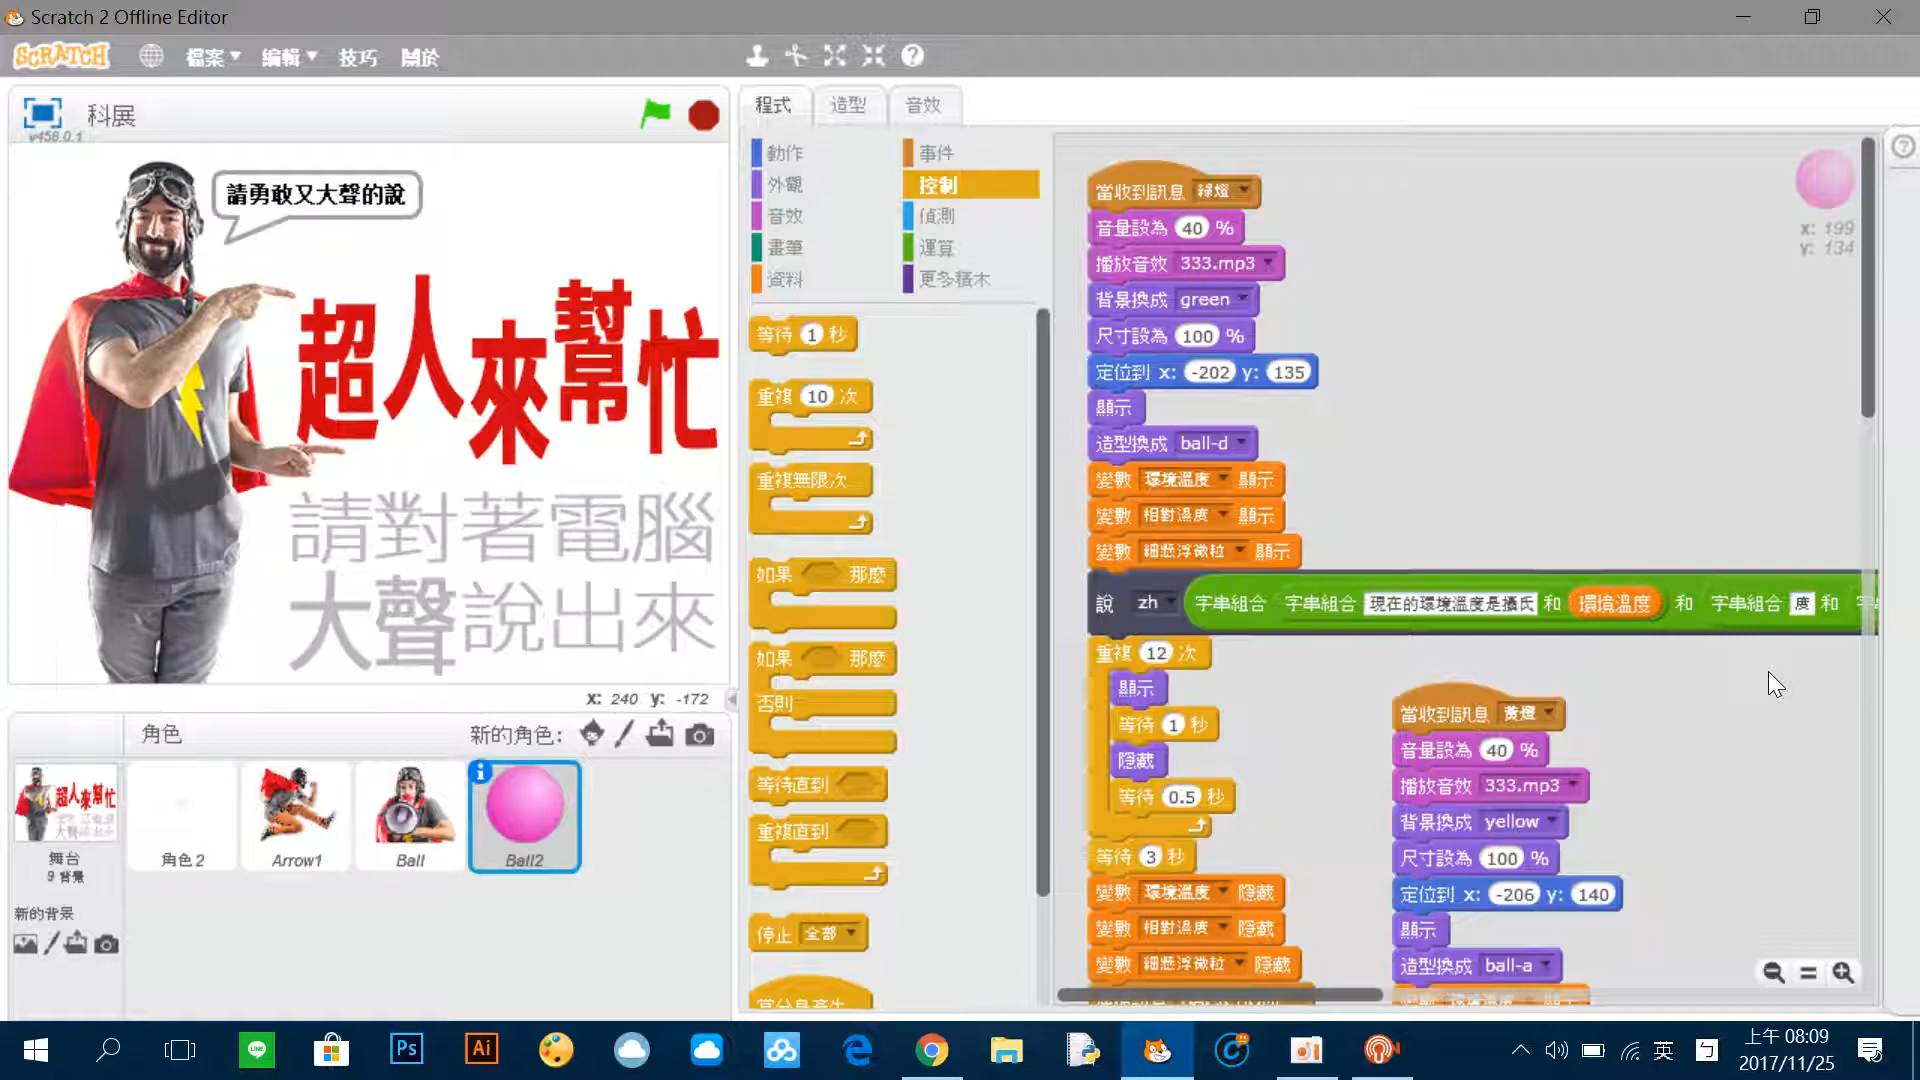 Scratch 2 Offline Editor
SCRATCH 檔案 編輯 技巧 關於
科展
v456.0.1
請勇敢又大聲的說
超人來幫忙
請對著電腦
大聲說出來
x: 240 y: -172
角色 新的角色:
舞台
9 背景
新的背景
角色2 Arrow1 Ball Ball2
程式 造型 音效
動作 事件
外觀 控制
音效 偵測
畫筆 運算
資料 更多積木
等待 1 秒
重複 10 次
重複無限次
如果 那麼
如果 那麼
否則
等待直到
重複直到
停止 全部
當分身產生
當收到訊息 綠燈
音量設為 40 %
播放音效 333.mp3
背景換成 green
尺寸設為 100 %
定位到 x: -202 y: 135
顯示
造型換成 ball-d
變數 環境溫度 顯示
變數 相對濕度 顯示
變數 細懸浮微粒 顯示
說 zh 字串組合 字串組合 現在的環境溫度是攝氏 和 環境溫度 和 字串組合 度 和
重複 12 次
顯示
等待 1 秒
隱藏
等待 0.5 秒
等待 3 秒
變數 環境溫度 隱藏
變數 相對濕度 隱藏
變數 細懸浮微粒 隱藏
當收到訊息 黃燈
音量設為 40 %
播放音效 333.mp3
背景換成 yellow
尺寸設為 100 %
定位到 x: -206 y: 140
顯示
造型換成 ball-a
x: 199
y: 134
LINE Ps Ai 英 ㄅ
上午 08:09
2017/11/25